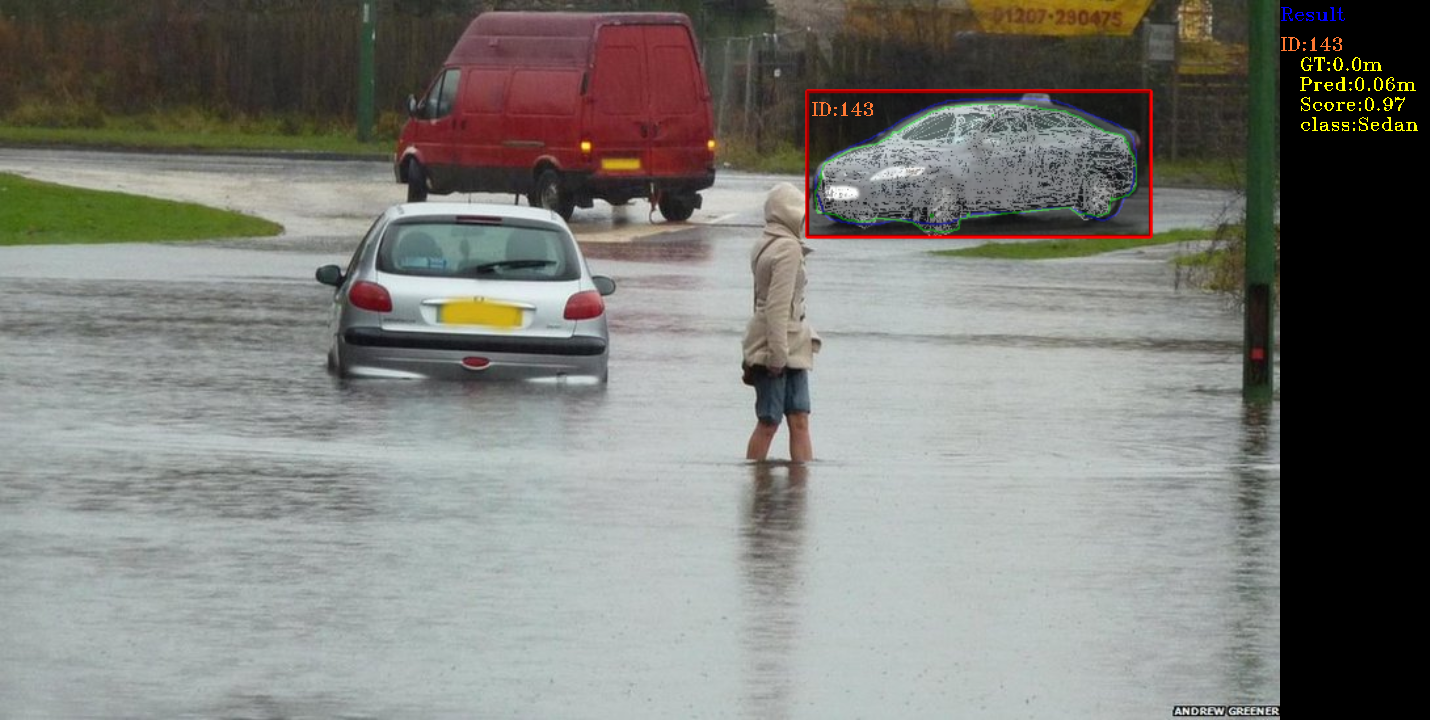 01207·290475
Result
ID:143
ID:143
GT:0.0m
Pred:0.06m
Score:0.97
class:Sedan
ANDREW GREENER